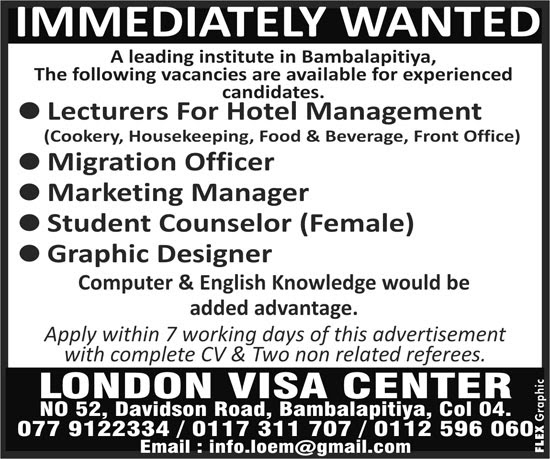 IMMEDIATELY WANTED
A leading institute in Bambalapitiya,
The following vacancies are available for experienced
candidates.
● Lecturers For Hotel Management
(Cookery, Housekeeping, Food & Beverage, Front Office)
● Migration Officer
● Marketing Manager
● Student Counselor (Female)
● Graphic Designer
Computer & English Knowledge would be
added advantage.
Apply within 7 working days of this advertisement
with complete CV & Two non related referees.
LONDON VISA CENTER
NO 52, Davidson Road, Bambalapitiya, Col 04.
077 9122334 / 0117 311 707 / 0112 596 060
Email : info.loem@gmail.com
FLEX Graphic